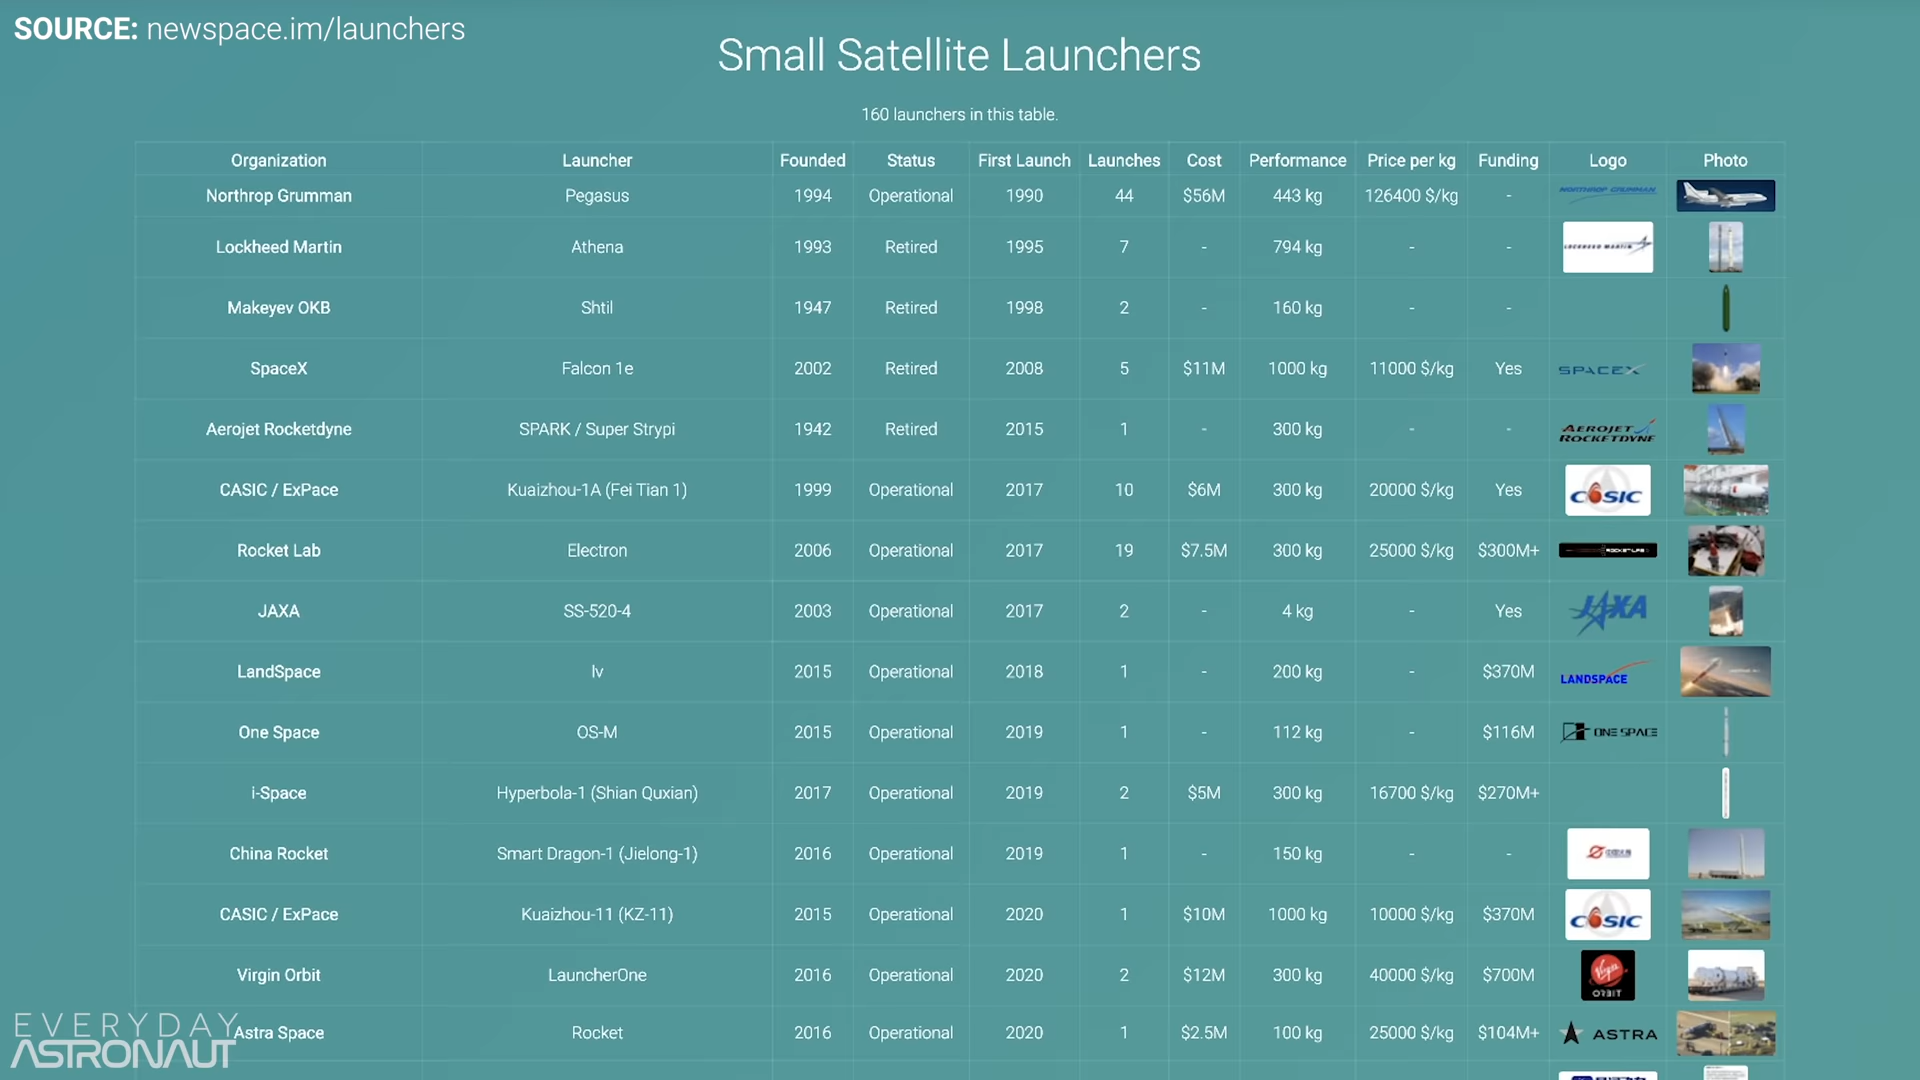 SOURCE: newspace.im/launchers
Small Satellite Launchers
160 launchers in this table.
Organization Launcher Founded Status First Launch Launches Cost Performance Price per kg Funding Logo Photo
Northrop Grumman Pegasus 1994 Operational 1990 44 $56M 443 kg 126400 $/kg - NORTHROP GRUMMAN
Lockheed Martin Athena 1993 Retired 1995 7 - 794 kg - - LOCKHEED MARTIN
Makeyev OKB Shtil 1947 Retired 1998 2 - 160 kg - -
SpaceX Falcon 1e 2002 Retired 2008 5 $11M 1000 kg 11000 $/kg Yes SPACEX
Aerojet Rocketdyne SPARK / Super Strypi 1942 Retired 2015 1 - 300 kg - - AEROJET ROCKETDYNE
CASIC / ExPace Kuaizhou-1A (Fei Tian 1) 1999 Operational 2017 10 $6M 300 kg 20000 $/kg Yes CASIC
Rocket Lab Electron 2006 Operational 2017 19 $7.5M 300 kg 25000 $/kg $300M+ ROCKET LAB
JAXA SS-520-4 2003 Operational 2017 2 - 4 kg - Yes JAXA
LandSpace lv 2015 Operational 2018 1 - 200 kg - $370M LANDSPACE
One Space OS-M 2015 Operational 2019 1 - 112 kg - $116M ONE SPACE
i-Space Hyperbola-1 (Shian Quxian) 2017 Operational 2019 2 $5M 300 kg 16700 $/kg $270M+
China Rocket Smart Dragon-1 (Jielong-1) 2016 Operational 2019 1 - 150 kg - -
CASIC / ExPace Kuaizhou-11 (KZ-11) 2015 Operational 2020 1 $10M 1000 kg 10000 $/kg $370M CASIC
Virgin Orbit LauncherOne 2016 Operational 2020 2 $12M 300 kg 40000 $/kg $700M Virgin ORBIT
Astra Space Rocket 2016 Operational 2020 1 $2.5M 100 kg 25000 $/kg $104M+ ASTRA
EVERYDAY
ASTRONAUT